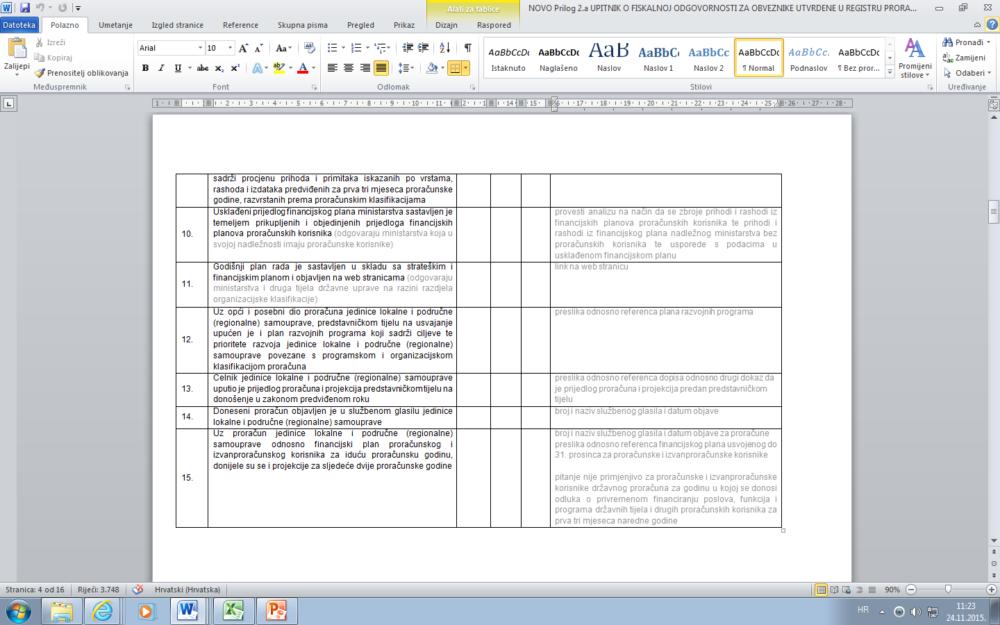 Alati za tablice
NOVO Prilog 2.a UPITNIK O FISKALNOJ ODGOVORNOSTI ZA OBVEZNIKE UTVRĐENE U REGISTRU PRORA...
Datoteka Polazno Umetanje Izgled stranice Reference Skupna pisma Pregled Prikaz Dizajn Raspored
Zalijepi
Izreži
Kopiraj
Prenositelj oblikovanja
Međuspremnik
Arial 10
Font
Odlomak
AaBbCcDc AaBbCcDc AaB AaBbCc AaBbCc AaBbCcDc AaBbCc. AaBbCcDc
Istaknuto Naglašeno Naslov Naslov 1 Naslov 2 ¶ Normal Podnaslov ¶ Bez pror...
Promijeni
stilove
Stilovi
Pronađi
Zamijeni
Odaberi
Uređivanje
sadrži procjenu prihoda i primitaka iskazanih po vrstama,
rashoda i izdataka predviđenih za prva tri mjeseca proračunske
godine, razvrstanih prema proračunskim klasifikacijama
10.
Usklađeni prijedlog financijskog plana ministarstva sastavljen je
temeljem prikupljenih i objedinjenih prijedloga financijskih
planova proračunskih korisnika (odgovaraju ministarstva koja u
svojoj nadležnosti imaju proračunske korisnike)
provesti analizu na način da se zbroje prihodi i rashodi iz
financijskih planova proračunskih korisnika te prihodi i
rashodi iz financijskog plana nadležnog ministarstva bez
proračunskih korisnika te usporede s podacima u
usklađenom financijskom planu
11.
Godišnji plan rada je sastavljen u skladu sa strateškim i
financijskim planom i objavljen na web stranicama (odgovaraju
ministarstva i druga tijela državne uprave na razini razdjela
organizacijske klasifikacije)
link na web stranicu
12.
Uz opći i posebni dio proračuna jedinice lokalne i područne
(regionalne) samouprave, predstavničkom tijelu na usvajanje
upućen je i plan razvojnih programa koji sadrži ciljeve te
prioritete razvoja jedinice lokalne i područne (regionalne)
samouprave povezane s programskom i organizacijskom
klasifikacijom proračuna
preslika odnosno referenca plana razvojnih programa
13.
Čelnik jedinice lokalne i područne (regionalne) samouprave
uputio je prijedlog proračuna i projekcija predstavničkom tijelu na
donošenje u zakonom predviđenom roku
preslika odnosno referenca dopisa odnosno drugi dokaz da
je prijedlog proračuna i projekcija predan predstavničkom
tijelu
14.
Doneseni proračun objavljen je u službenom glasilu jedinice
lokalne i područne (regionalne) samouprave
broj i naziv službenog glasila i datum objave
15.
Uz proračun jedinice lokalne i područne (regionalne)
samouprave odnosno financijski plan proračunskog i
izvanproračunskog korisnika za iduću proračunsku godinu,
donijele su se i projekcije za sljedeće dvije proračunske godine
broj i naziv službenog glasila i datum objave za proračune
preslika odnosno referenca financijskog plana usvojenog do
31. prosinca za proračunske i izvanproračunske korisnike
pitanje nije primjenjivo za proračunske i izvanproračunske
korisnike državnog proračuna za godinu u kojoj se donosi
odluka o privremenom financiranju poslova, funkcija i
programa državnih tijela i drugih proračunskih korisnika za
prva tri mjeseca naredne godine
Stranica: 4 od 16 Riječi: 3.748 Hrvatski (Hrvatska) 90%
HR
11:23
24.11.2015.